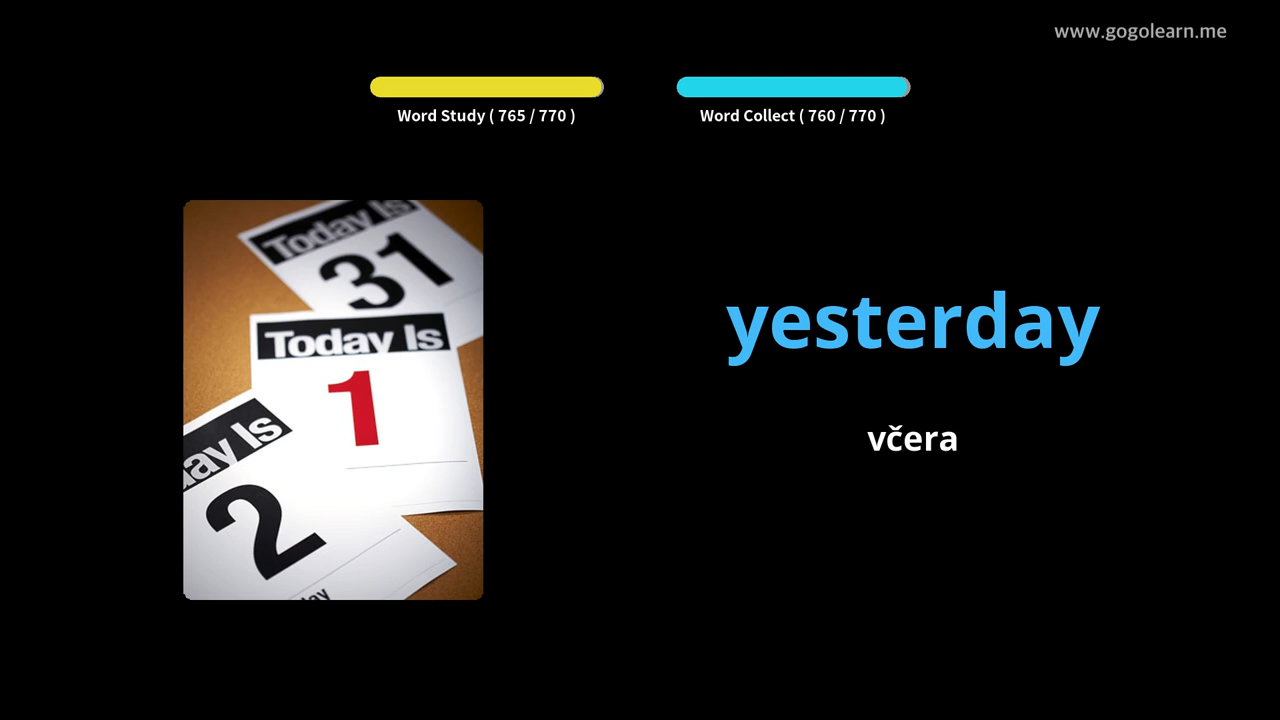 www.gogolearn.me
Word Study ( 765 / 770 )
Word Collect ( 760 / 770 )
Today Is
31
Today Is
1
ay Is
2
yesterday
včera